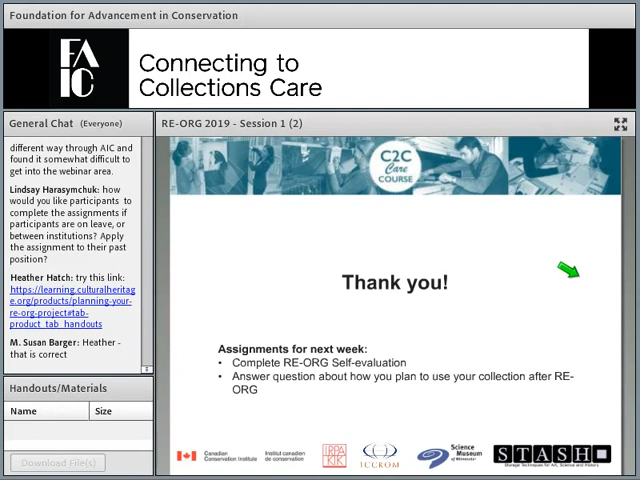 Foundation for Advancement in Conservation
FA
IC
Connecting to
Collections Care
General Chat (Everyone)
different way through AIC and
found it somewhat difficult to
get into the webinar area.
Lindsay Harasymchuk: how
would you like participants to
complete the assignments if
participants are on leave, or
between institutions? Apply
the assignment to their past
position?
Heather Hatch: try this link:
https://learning.culturalheritag
e.org/products/planning-your-
re-org-project#tab-
product_tab_handouts
M. Susan Barger: Heather -
that is correct
Handouts/Materials
Name Size
Download File(s)
RE-ORG 2019 - Session 1 (2)
C2C
Care
COURSE
Thank you!
Assignments for next week:
• Complete RE-ORG Self-evaluation
• Answer question about how you plan to use your collection after RE-
ORG
Canadian
Conservation Institute
Institut canadien
de conservation
IRPA
KIK
ICCROM
Science
Museum
of Minnesota
STASH
Storage Techniques for Art, Science and History